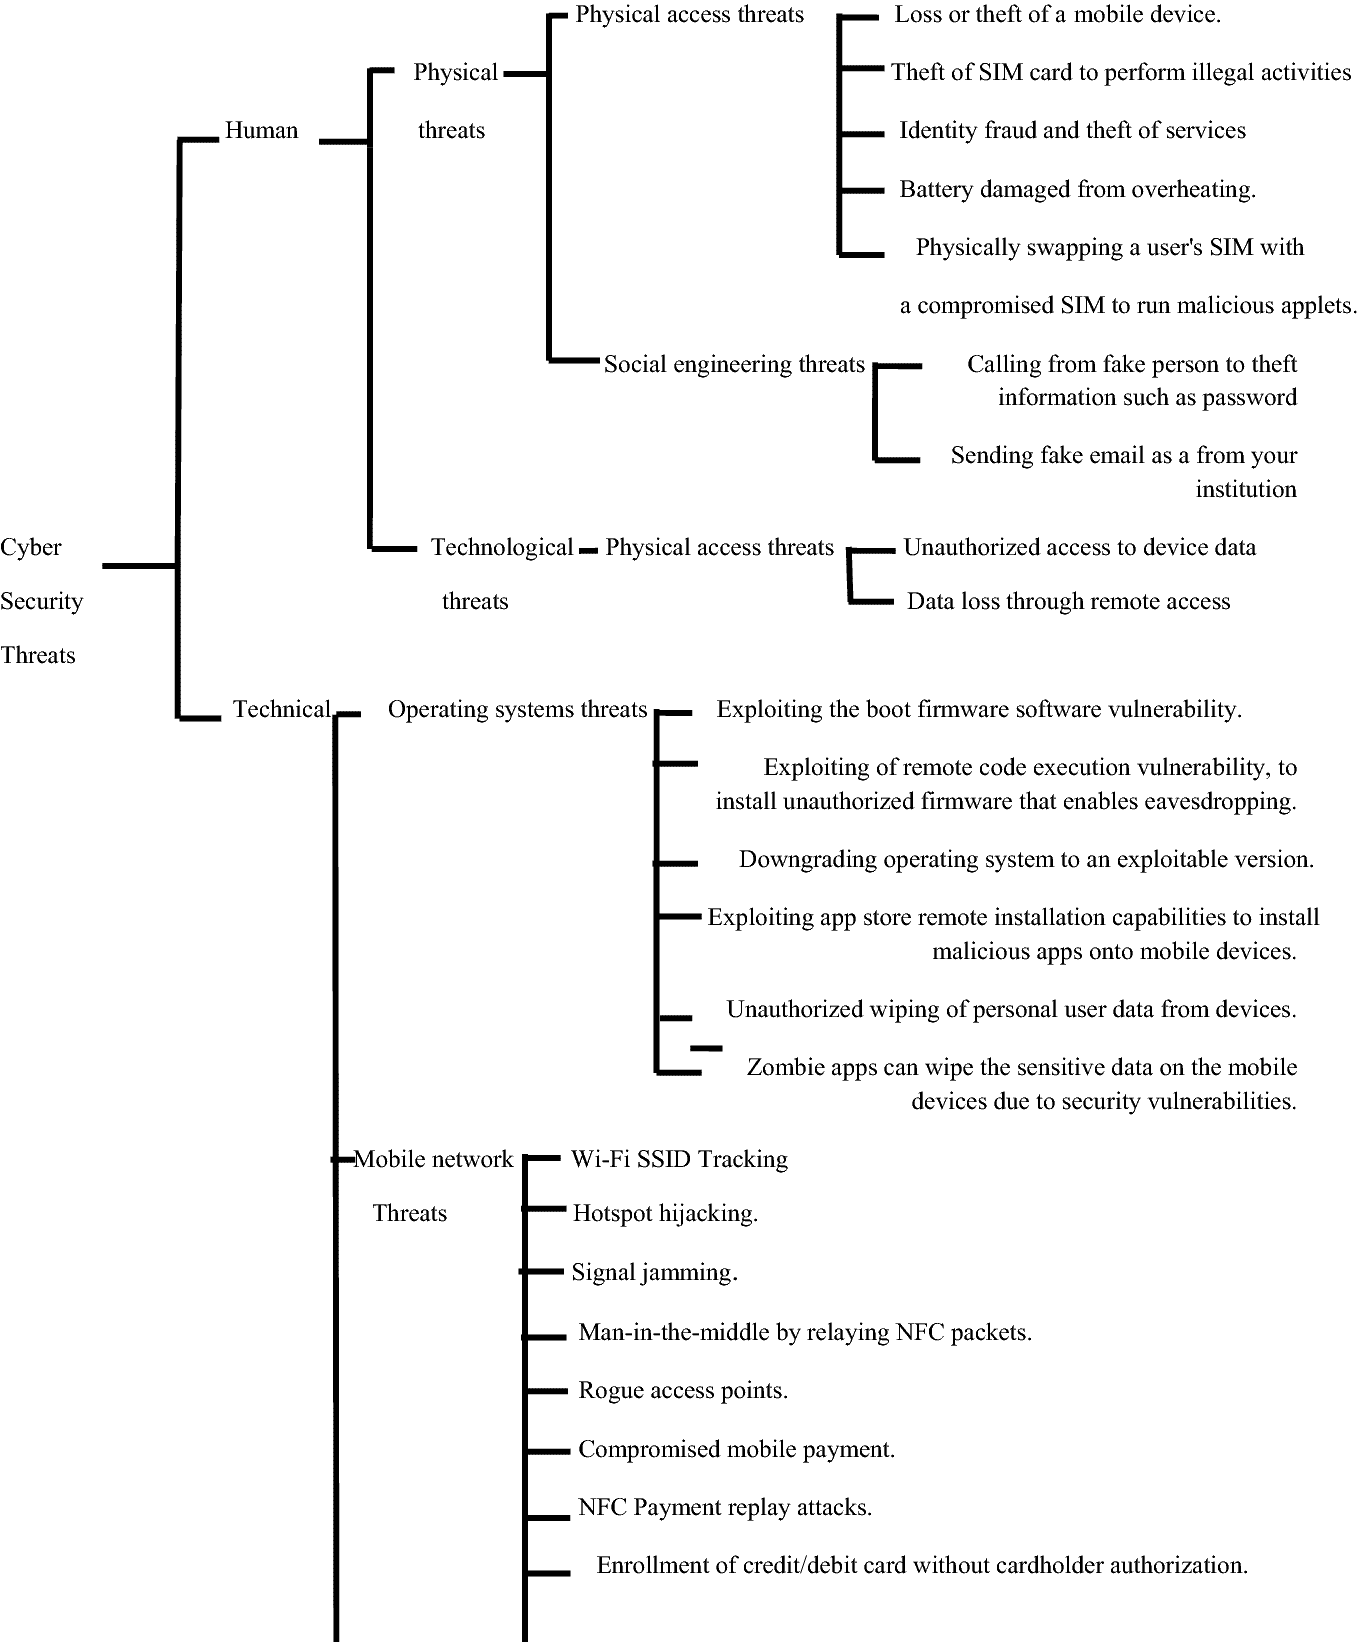 Physical access threats
Loss or theft of a mobile device.
Physical
threats
Theft of SIM card to perform illegal activities
Human
Identity fraud and theft of services
Battery damaged from overheating.
Physically swapping a user's SIM with
a compromised SIM to run malicious applets.
Social engineering threats
Calling from fake person to theft
information such as password
Sending fake email as a from your
institution
Cyber
Security
Threats
Technological
threats
Physical access threats
Unauthorized access to device data
Data loss through remote access
Technical
Operating systems threats
Exploiting the boot firmware software vulnerability.
Exploiting of remote code execution vulnerability, to
install unauthorized firmware that enables eavesdropping.
Downgrading operating system to an exploitable version.
Exploiting app store remote installation capabilities to install
malicious apps onto mobile devices.
Unauthorized wiping of personal user data from devices.
Zombie apps can wipe the sensitive data on the mobile
devices due to security vulnerabilities.
Mobile network
Threats
Wi-Fi SSID Tracking
Hotspot hijacking.
Signal jamming.
Man-in-the-middle by relaying NFC packets.
Rogue access points.
Compromised mobile payment.
NFC Payment replay attacks.
Enrollment of credit/debit card without cardholder authorization.